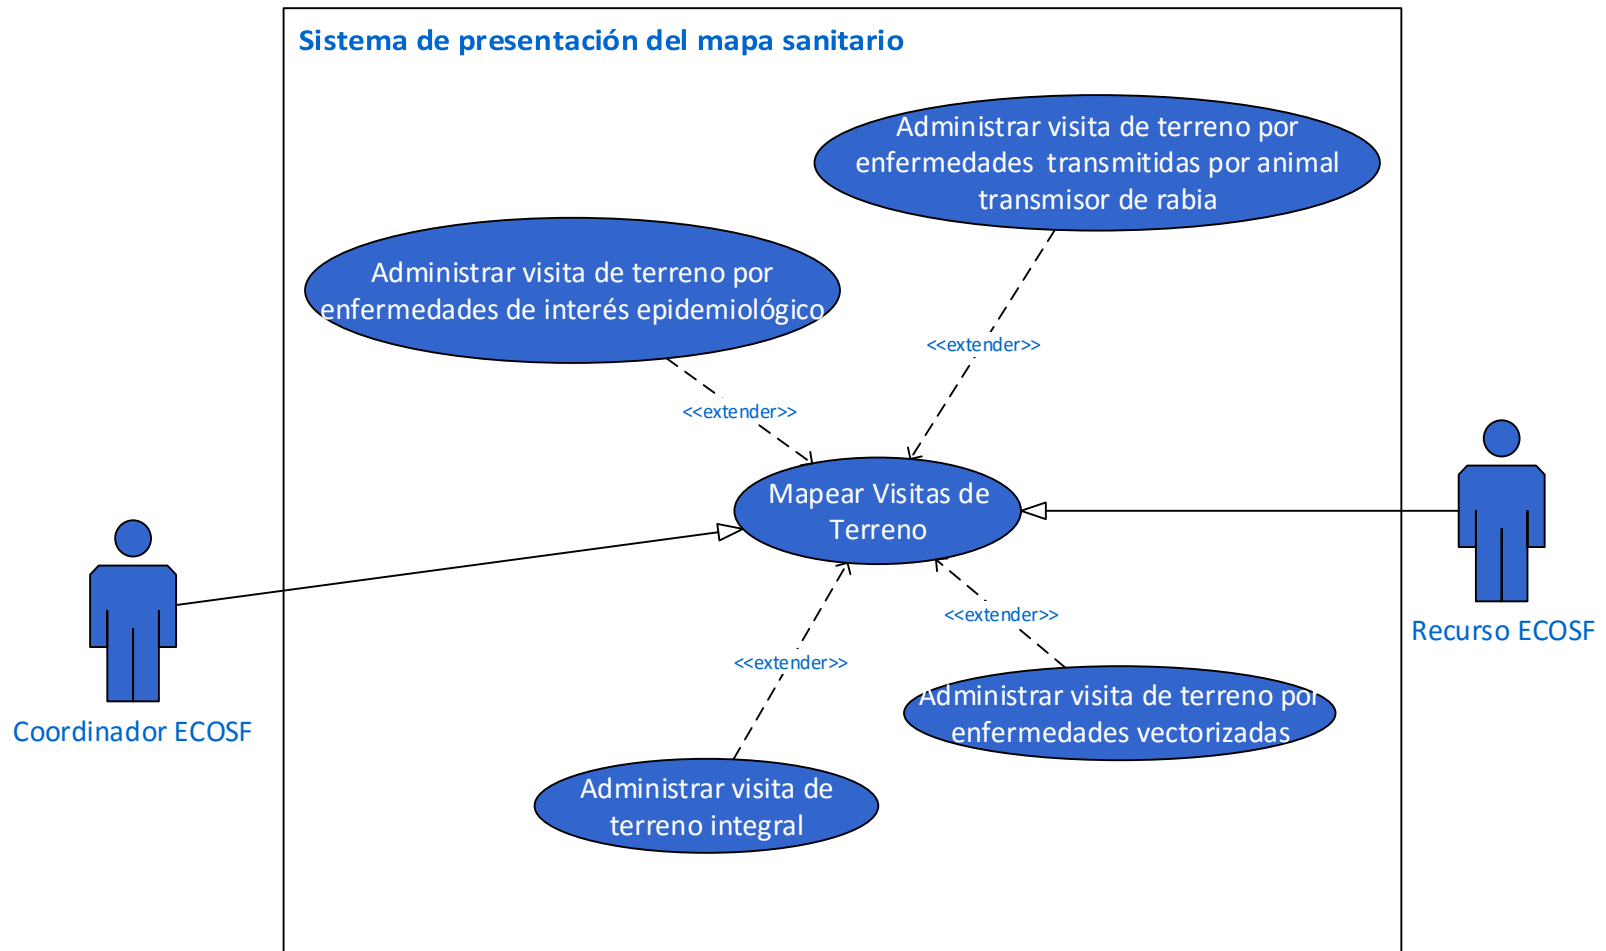 Sistema de presentación del mapa sanitario
Administrar visita de terreno por
enfermedades transmitidas por animal
transmisor de rabia
Administrar visita de terreno por
enfermedades de interés epidemiológico
<<extender>>
<<extender>>
Mapear Visitas de
Terreno
<<extender>>
Recurso ECOSF
<<extender>>
Administrar visita de terreno por
enfermedades vectorizadas
Coordinador ECOSF
Administrar visita de
terreno integral